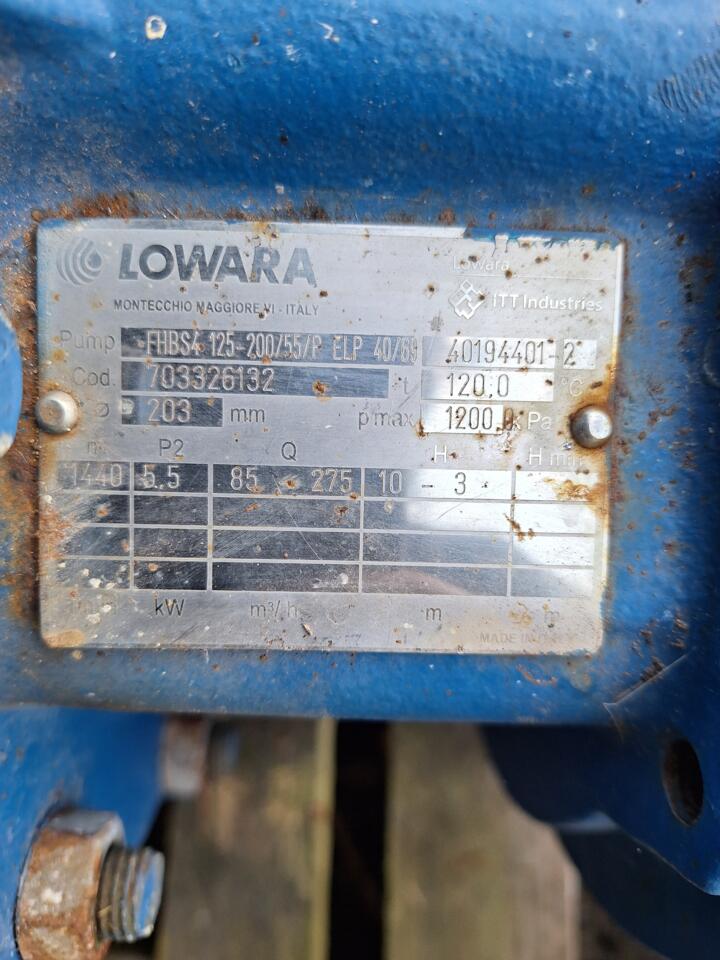 LOWARA
Lowara
MONTECCHIO MAGGIORE VI - ITALY
ITT Industries
Pump FHBS4 125-200/55/P ELP 40/69 40194401-2
Cod. 703326132 t 120.0 °C
ø 203 mm p max 1200.0 kPa
n P2 Q H H
1440 5.5 85 - 275 10 - 3
kW m³/h m m
MADE IN